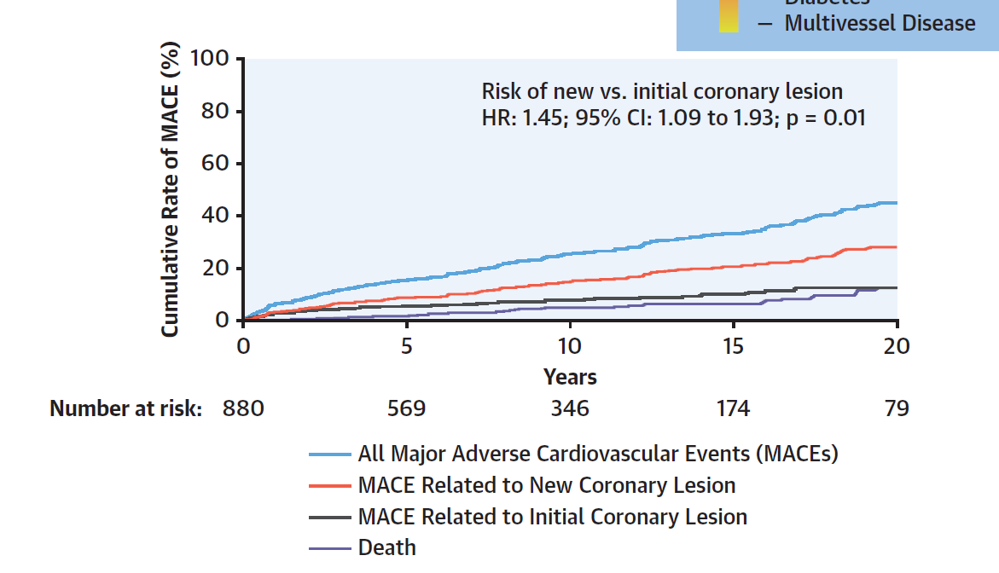 Diabetes
– Multivessel Disease
Cumulative Rate of MACE (%)
100
80
60
40
20
0
Risk of new vs. initial coronary lesion
HR: 1.45; 95% CI: 1.09 to 1.93; p = 0.01
0 5 10 15 20
Years
Number at risk: 880 569 346 174 79
All Major Adverse Cardiovascular Events (MACEs)
MACE Related to New Coronary Lesion
MACE Related to Initial Coronary Lesion
Death